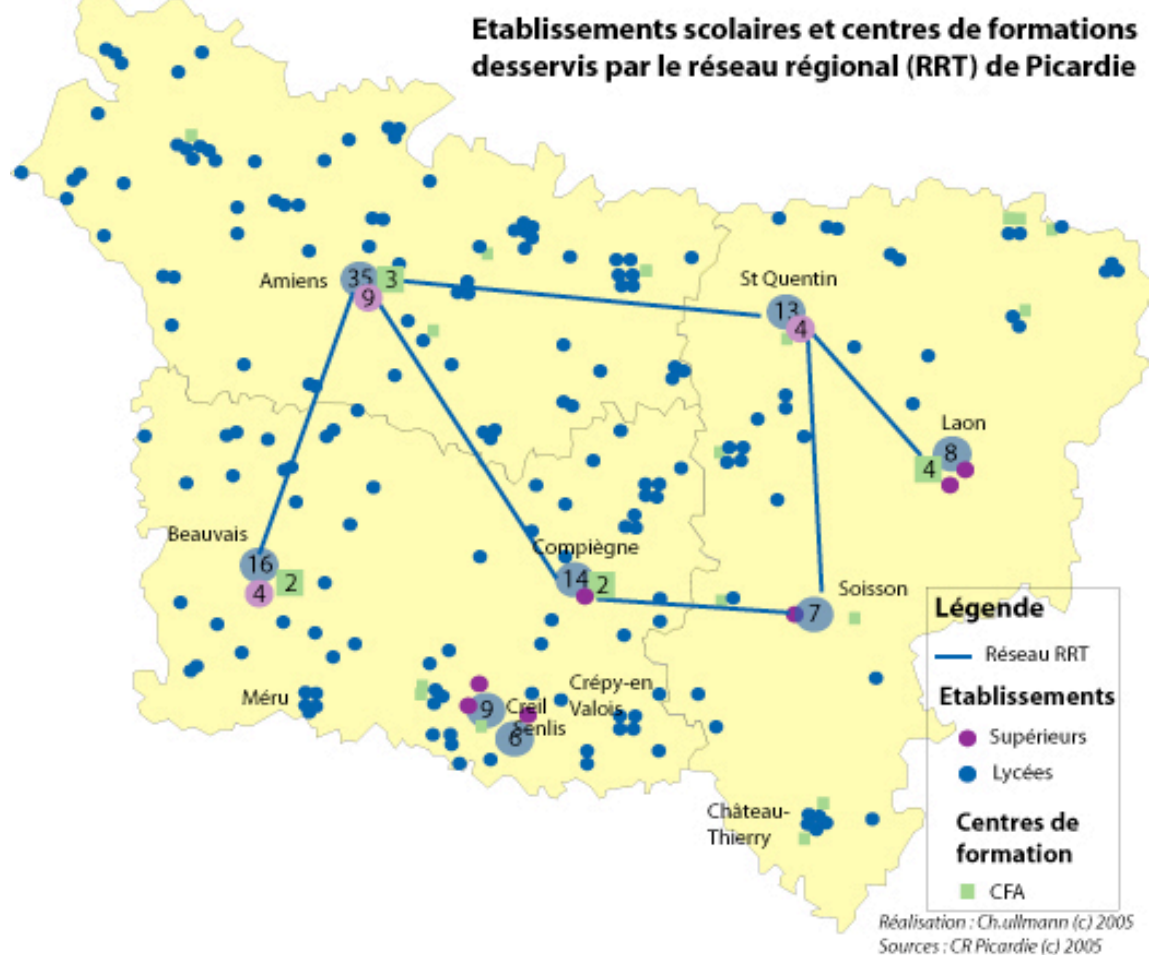 Etablissements scolaires et centres de formations
desservis par le réseau régional (RRT) de Picardie
Amiens
35
3
9
St Quentin
13
4
Laon
8
4
Beauvais
16
2
4
Compiègne
14
2
Soisson
7
Méru
9
Creil
Senlis
6
Crépy-en
Valois
Château-
Thierry
Légende
Réseau RRT
Etablissements
Supérieurs
Lycées
Centres de
formation
CFA
Réalisation : Ch.ullmann (c) 2005
Sources : CR Picardie (c) 2005